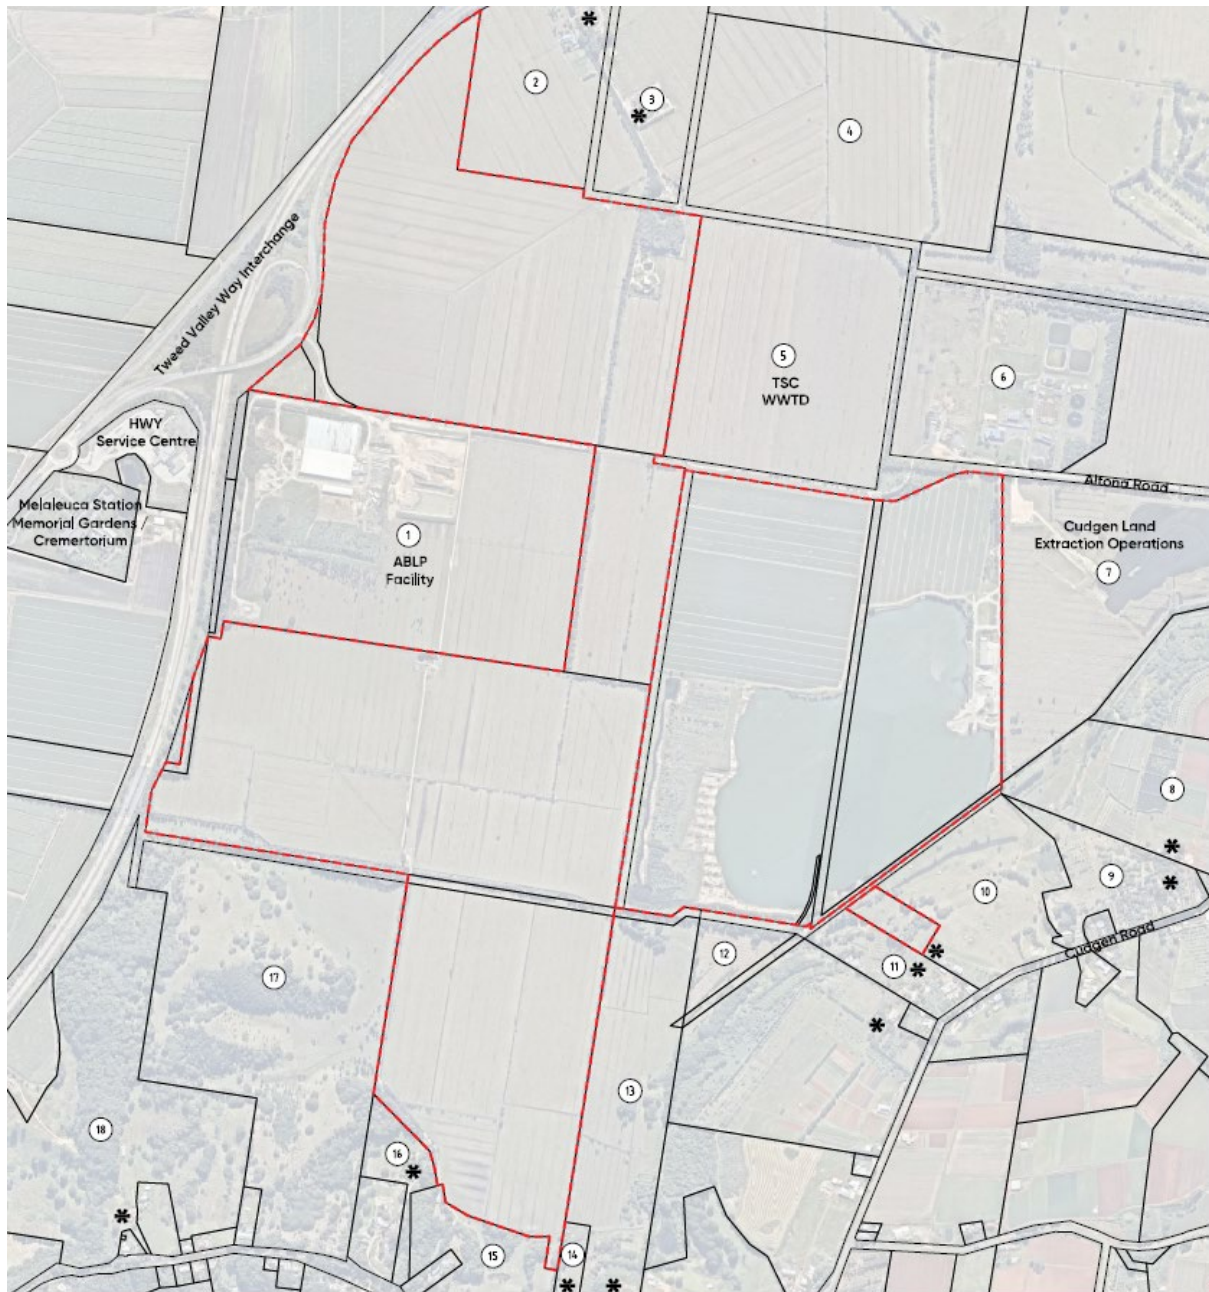 2
3
4
Tweed Valley Way Interchange
5
TSC
WWTD
6
HWY
Service Centre
Altona Road
Melaleuca Station
Memorial Gardens /
Cremertorium
1
ABLP
Facility
Cudgen Land
Extraction Operations
7
8
9
10
Cudgen Road
11
12
17
13
18
16
15
14